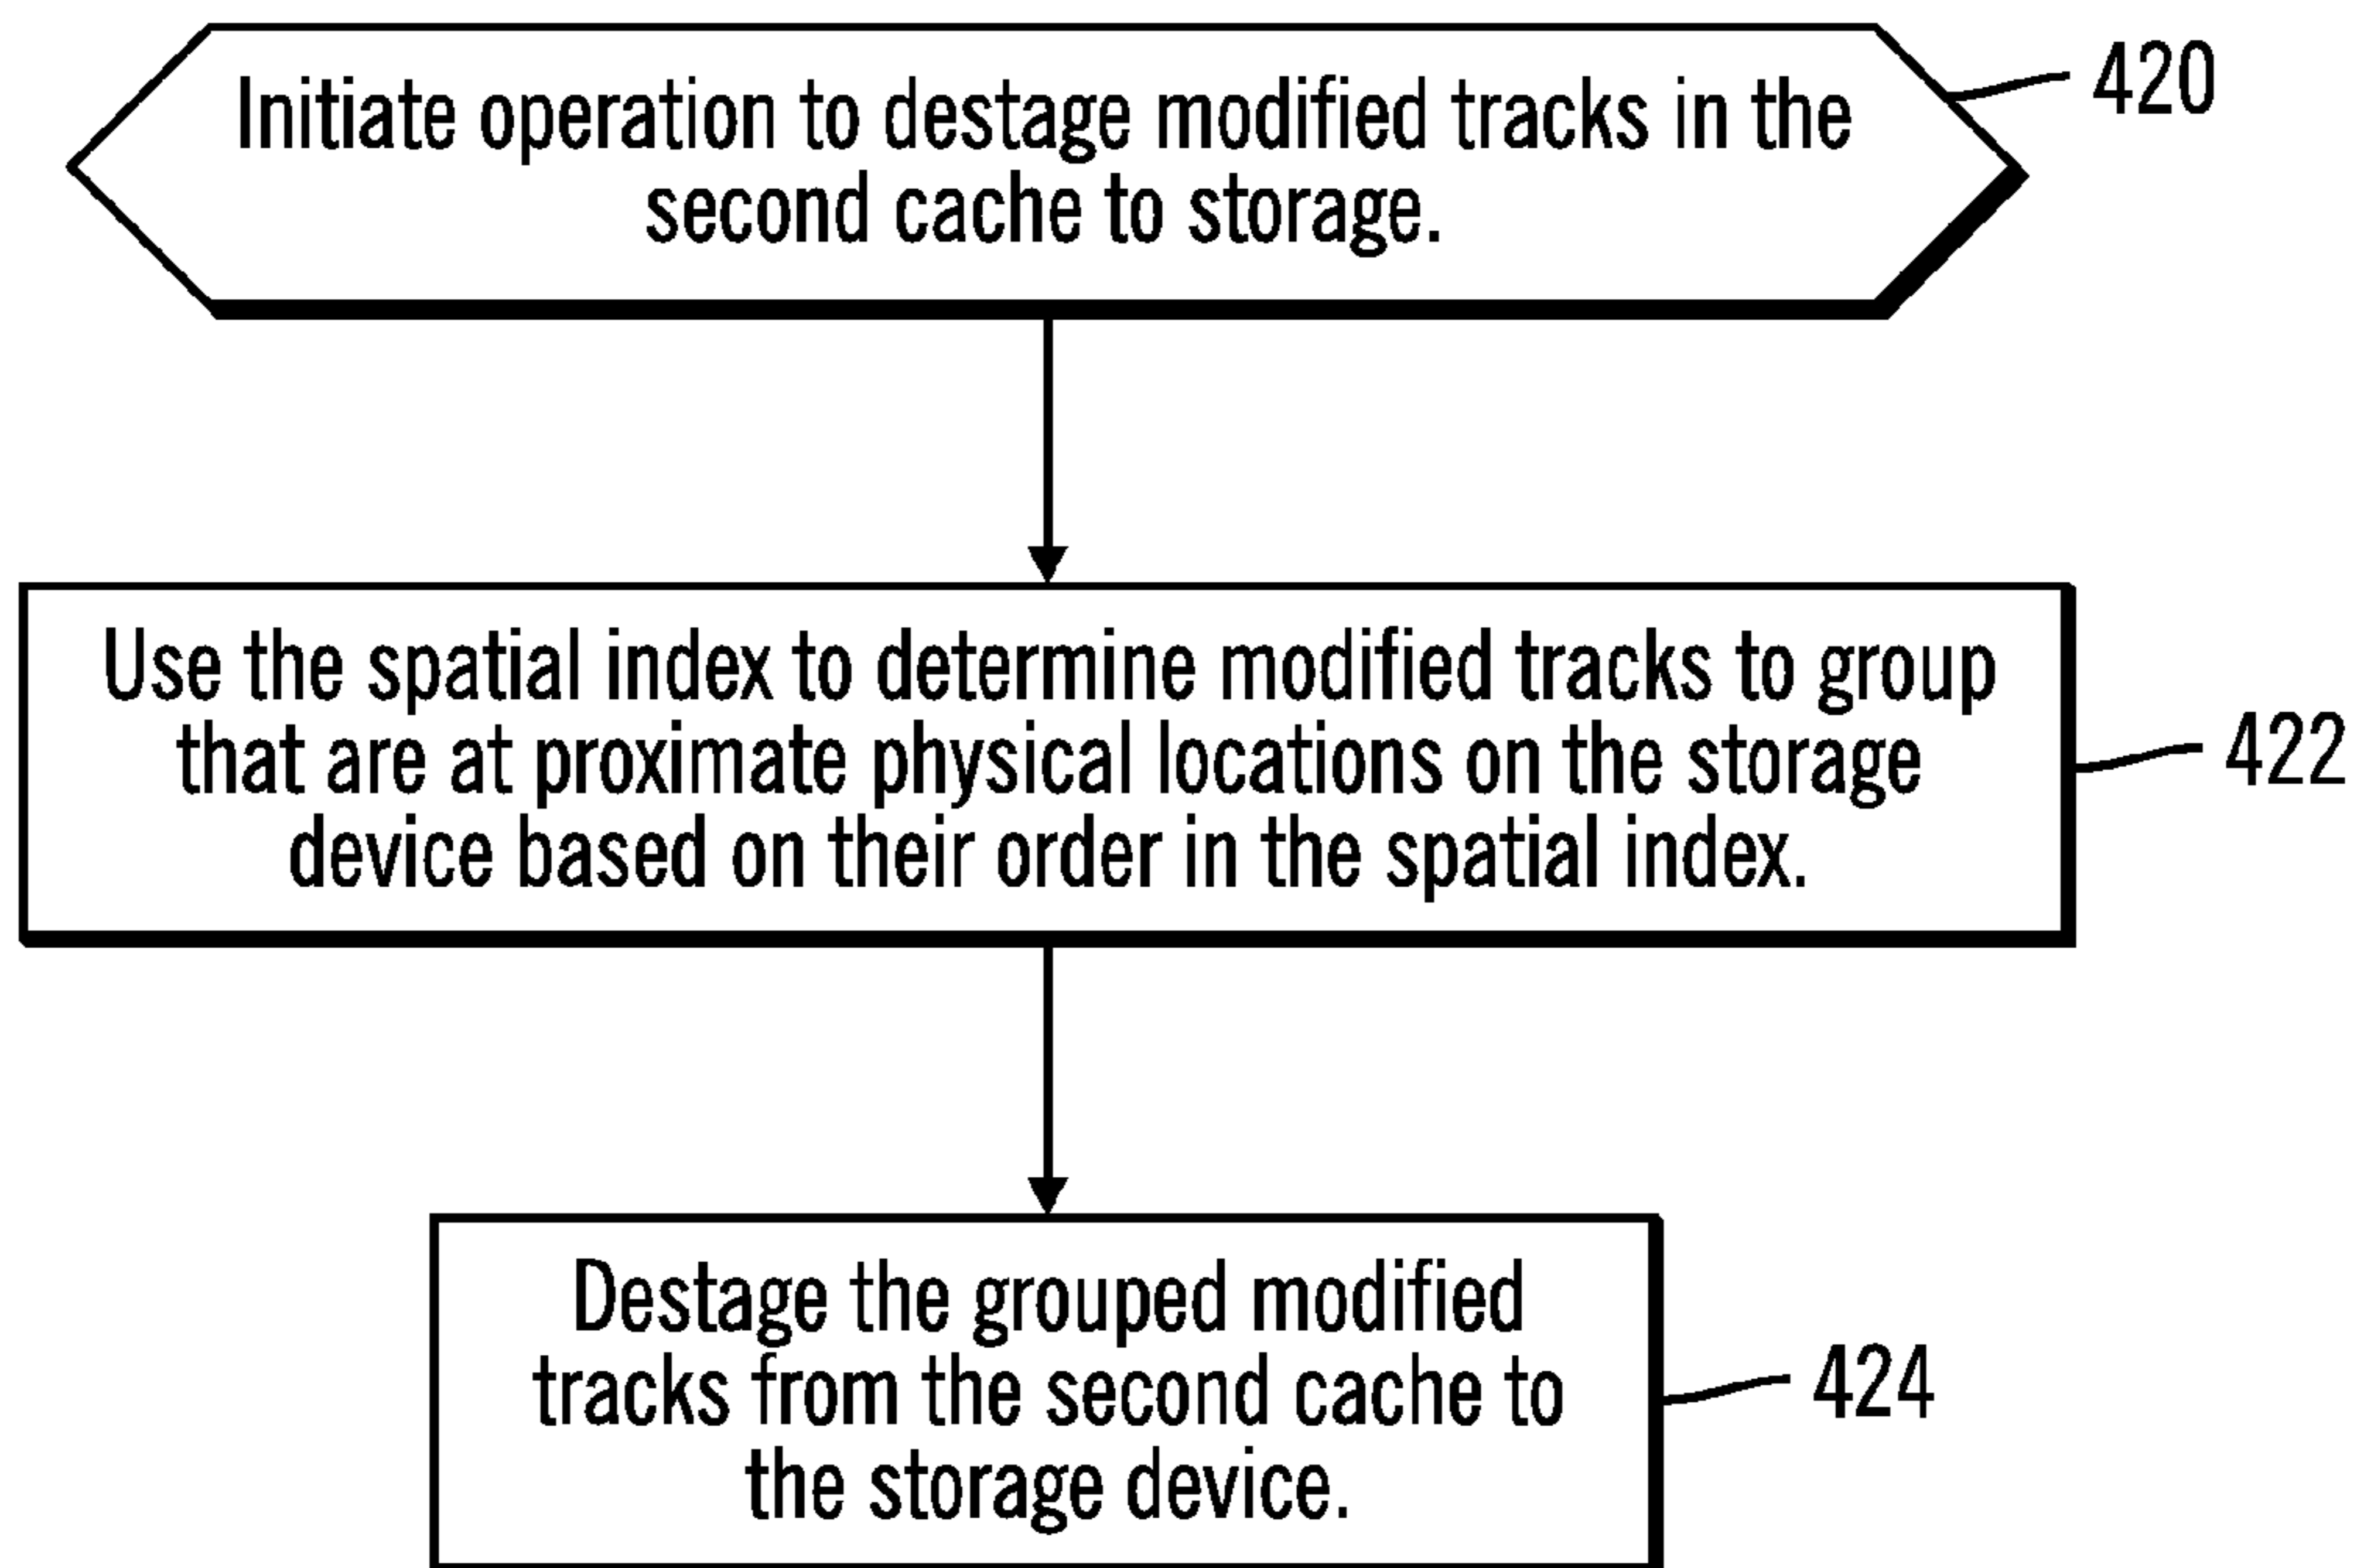 Initiate operation to destage modified tracks in the
second cache to storage.
420
Use the spatial index to determine modified tracks to group
that are at proximate physical locations on the storage
device based on their order in the spatial index.
422
Destage the grouped modified
tracks from the second cache to
the storage device.
424